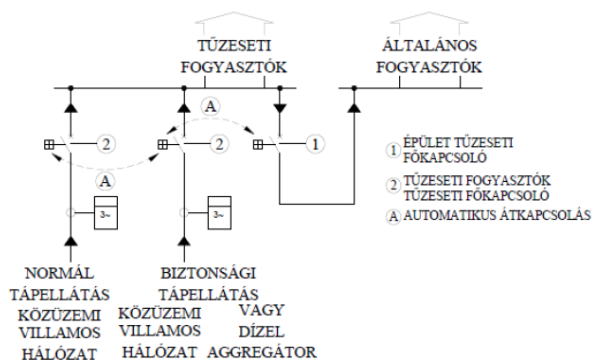 TŰZESETI
FOGYASZTÓK
ÁLTALÁNOS
FOGYASZTÓK
A
2
2
1
A
3~
3~
1 ÉPÜLET TŰZESETI
FŐKAPCSOLÓ
2 TŰZESETI FOGYASZTÓK
TŰZESETI FŐKAPCSOLÓ
A AUTOMATIKUS ÁTKAPCSOLÁS
NORMÁL
TÁPELLÁTÁS
KÖZÜZEMI
VILLAMOS
HÁLÓZAT
BIZTONSÁGI
TÁPELLÁTÁS
KÖZÜZEMI
VILLAMOS
HÁLÓZAT
VAGY
DÍZEL
AGGREGÁTOR